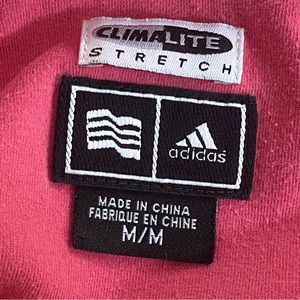 CLIMALITE
STRETCH
adidas
MADE IN CHINA
FABRIQUE EN CHINE
M/M